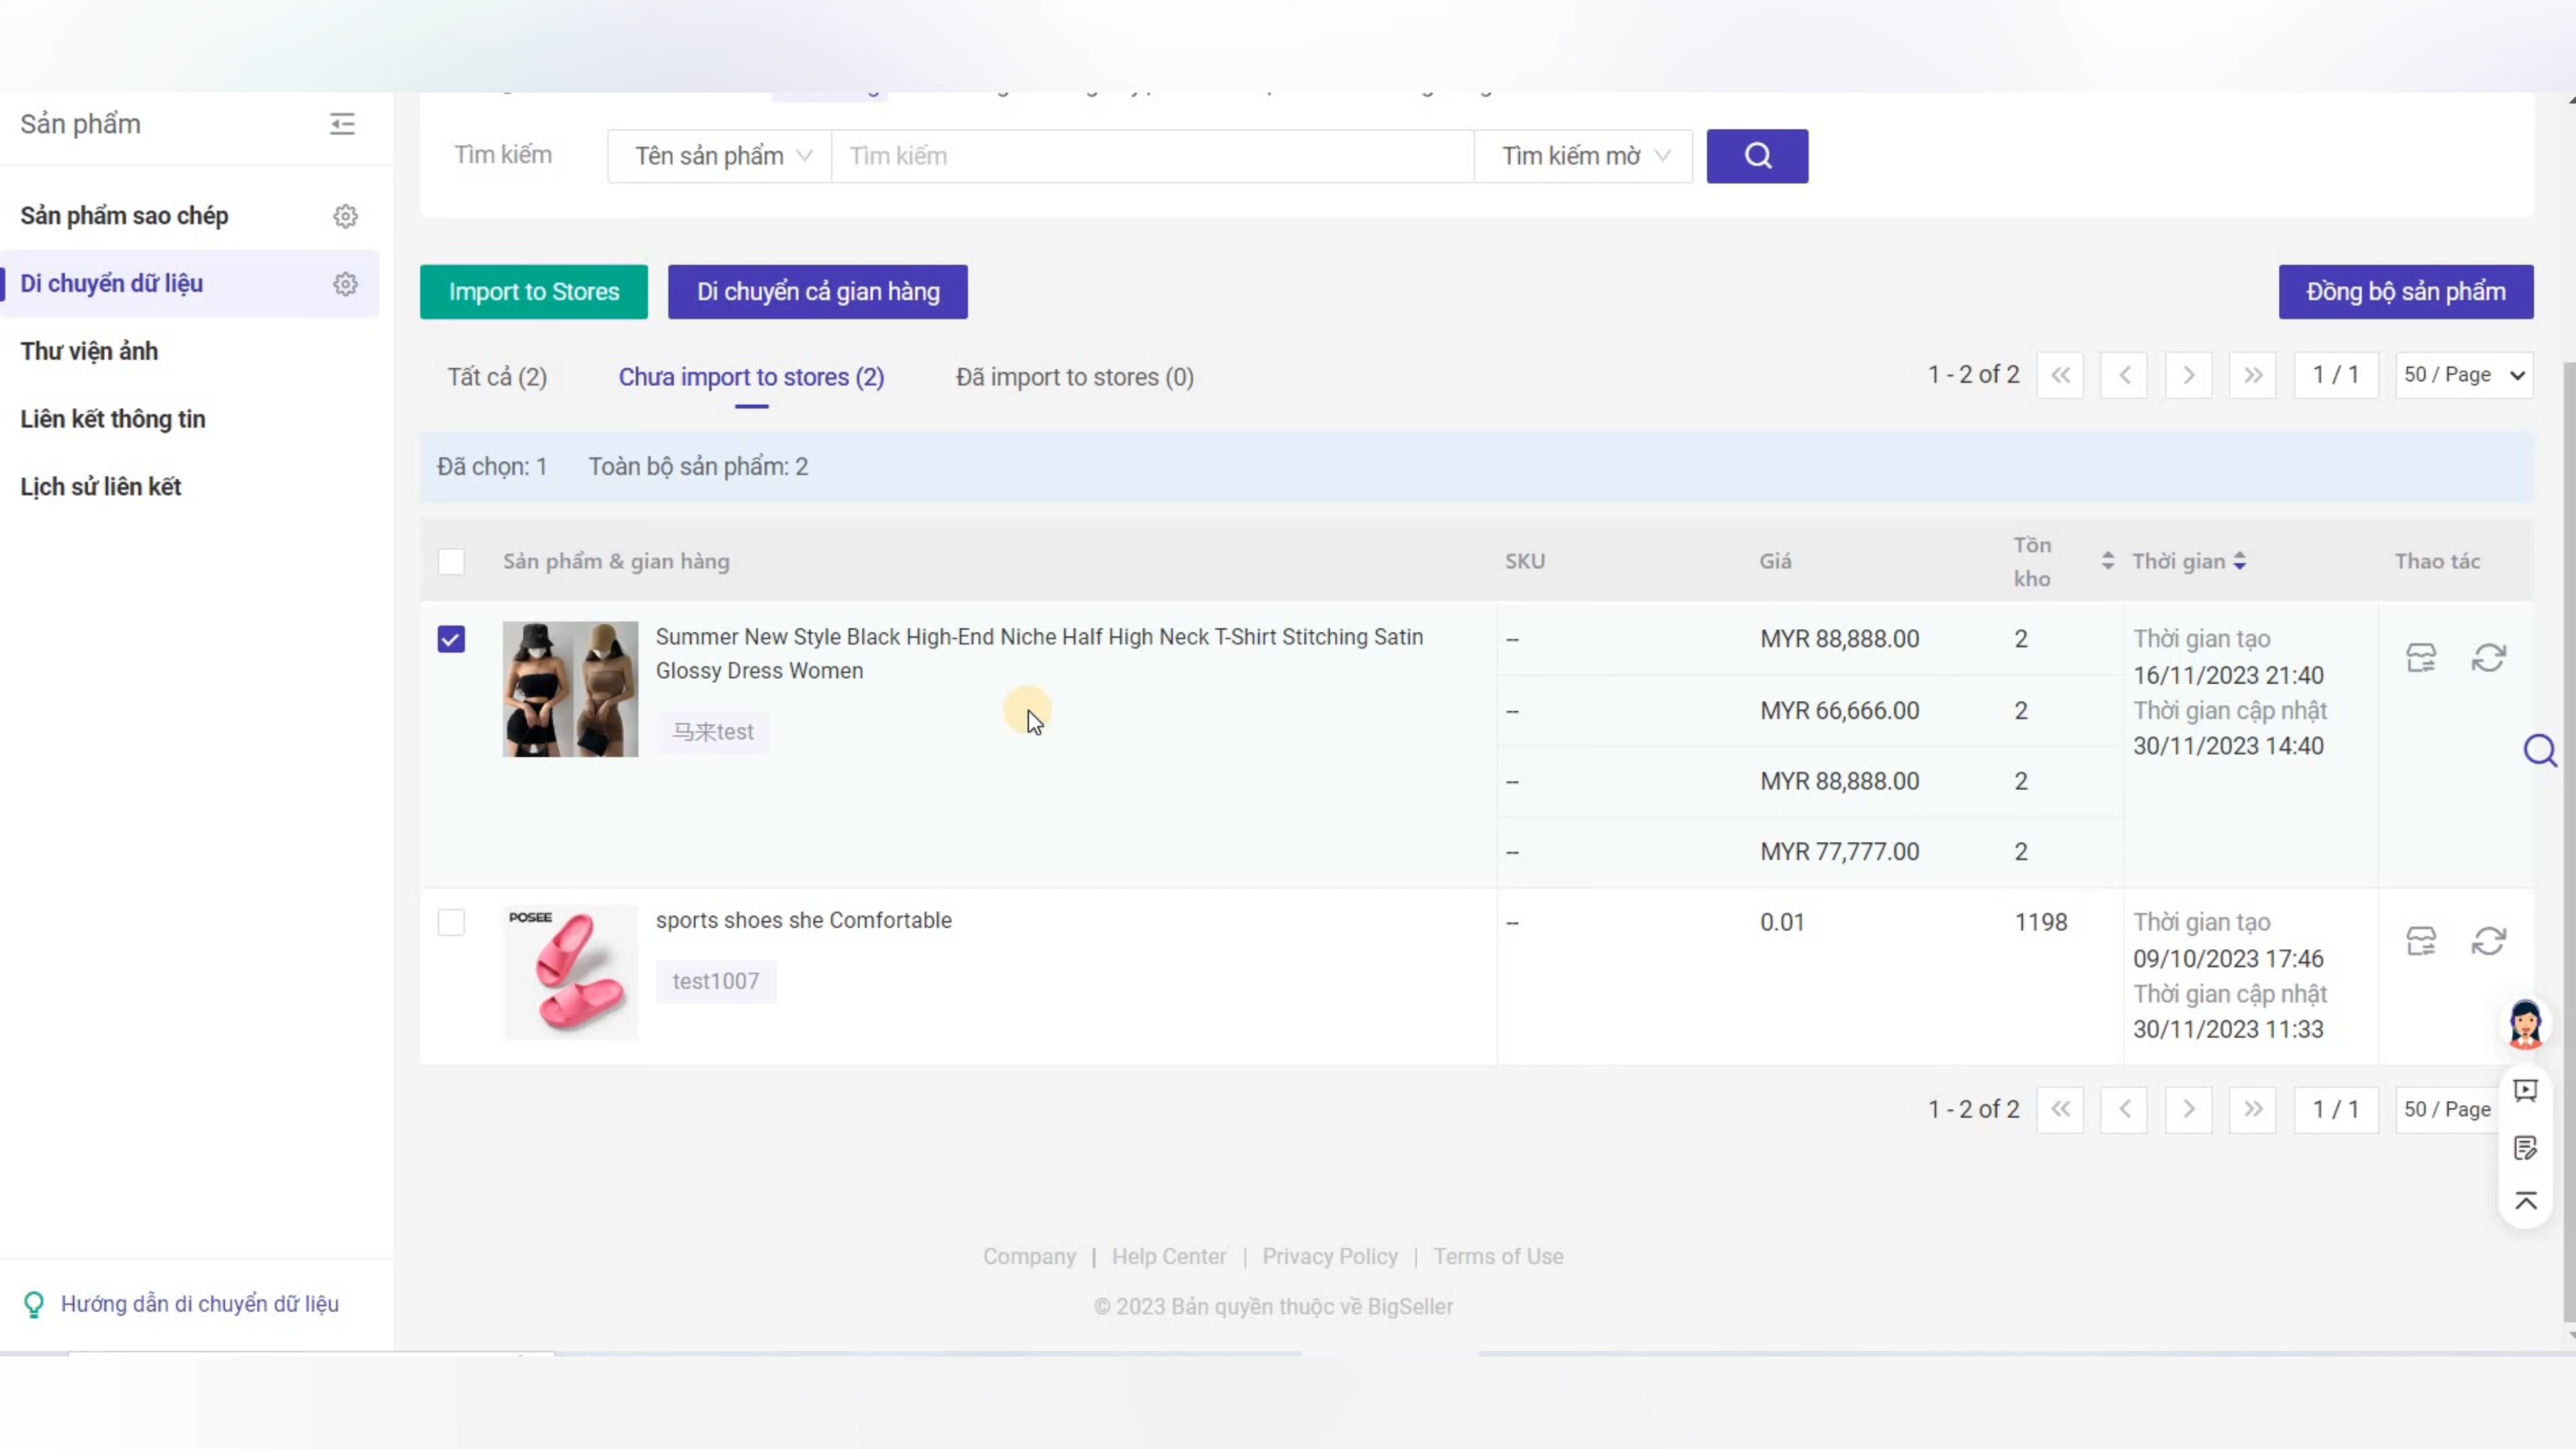 Sản phẩm
Tìm kiếm
Tên sản phẩm
Tìm kiếm
Tìm kiếm mờ
Sản phẩm sao chép
Di chuyển dữ liệu
Thư viện ảnh
Liên kết thông tin
Lịch sử liên kết
Import to Stores
Di chuyển cả gian hàng
Đồng bộ sản phẩm
Tất cả (2)
Chưa import to stores (2)
Đã import to stores (0)
1 - 2 of 2
1 / 1
50 / Page
Đã chọn: 1
Toàn bộ sản phẩm: 2
Sản phẩm & gian hàng
SKU
Giá
Tồn
kho
Thời gian
Thao tác
Summer New Style Black High-End Niche Half High Neck T-Shirt Stitching Satin
Glossy Dress Women
马来test
-- MYR 88,888.00 2
-- MYR 66,666.00 2
-- MYR 88,888.00 2
-- MYR 77,777.00 2
Thời gian tạo
16/11/2023 21:40
Thời gian cập nhật
30/11/2023 14:40
POSEE
sports shoes she Comfortable
test1007
-- 0.01 1198
Thời gian tạo
09/10/2023 17:46
Thời gian cập nhật
30/11/2023 11:33
1 - 2 of 2
1 / 1
50 / Page
Company | Help Center | Privacy Policy | Terms of Use
© 2023 Bản quyền thuộc về BigSeller
Hướng dẫn di chuyển dữ liệu